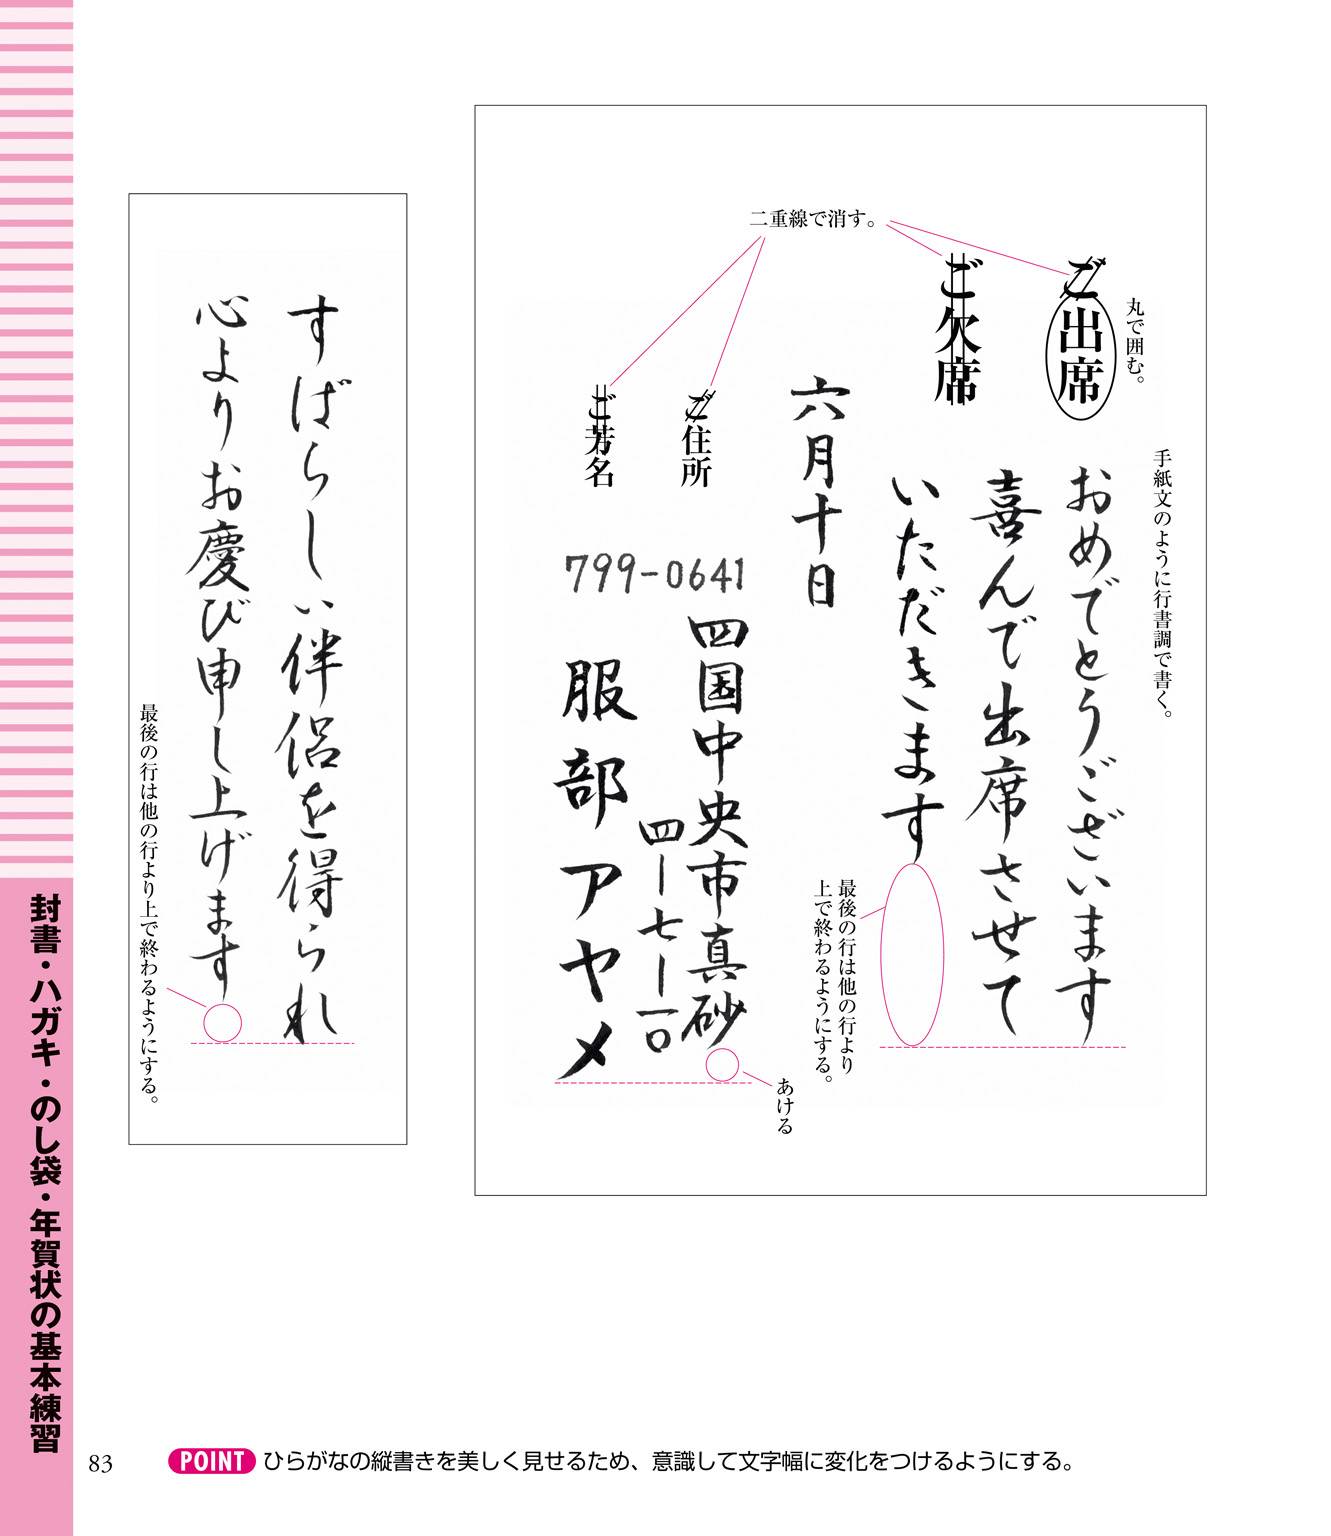 二重線で消す。
丸で囲む。
ご出席
ご欠席
手紙文のように行書調で書く。
おめでとうございます
喜んで出席させて
いただきます
最後の行は他の行より
上で終わるようにする。
六月十日
ご住所
799-0641
四国中央市真砂
四ー七ー一〇
あける
ご芳名
服部アヤメ
すばらしい伴侶を得られ
心よりお慶び申し上げます
最後の行は他の行より上で終わるようにする。
封書・ハガキ・のし袋・年賀状の基本練習
83
POINT ひらがなの縦書きを美しく見せるため、意識して文字幅に変化をつけるようにする。